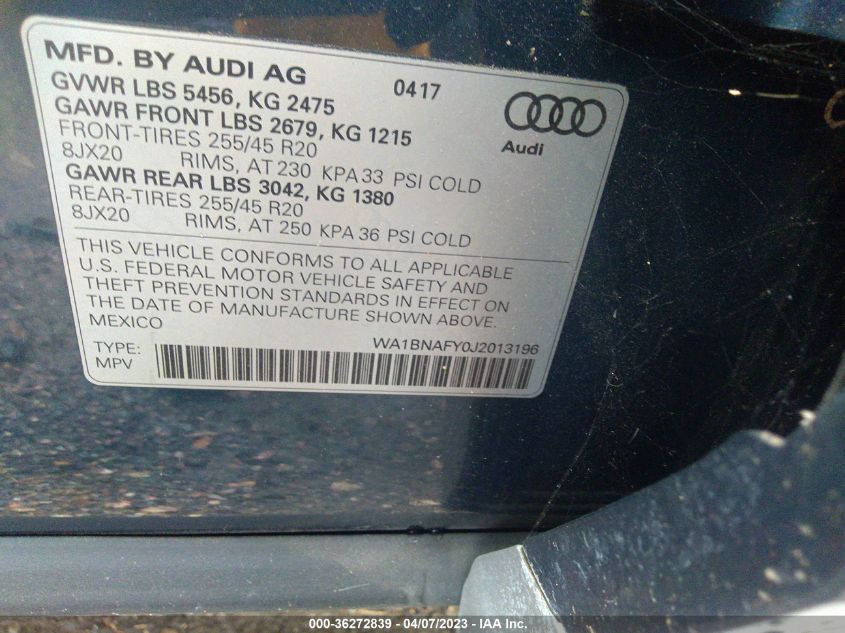 MFD. BY AUDI AG 0417
GVWR LBS 5456, KG 2475
GAWR FRONT LBS 2679, KG 1215
FRONT-TIRES 255/45 R20
8JX20 RIMS, AT 230 KPA 33 PSI COLD
GAWR REAR LBS 3042, KG 1380
REAR-TIRES 255/45 R20
8JX20 RIMS, AT 250 KPA 36 PSI COLD
Audi
THIS VEHICLE CONFORMS TO ALL APPLICABLE
U.S. FEDERAL MOTOR VEHICLE SAFETY AND
THEFT PREVENTION STANDARDS IN EFFECT ON
THE DATE OF MANUFACTURE SHOWN ABOVE.
MEXICO
WA1BNAFY0J2013196
TYPE:
MPV
000-36272839 - 04/07/2023 - IAA Inc.